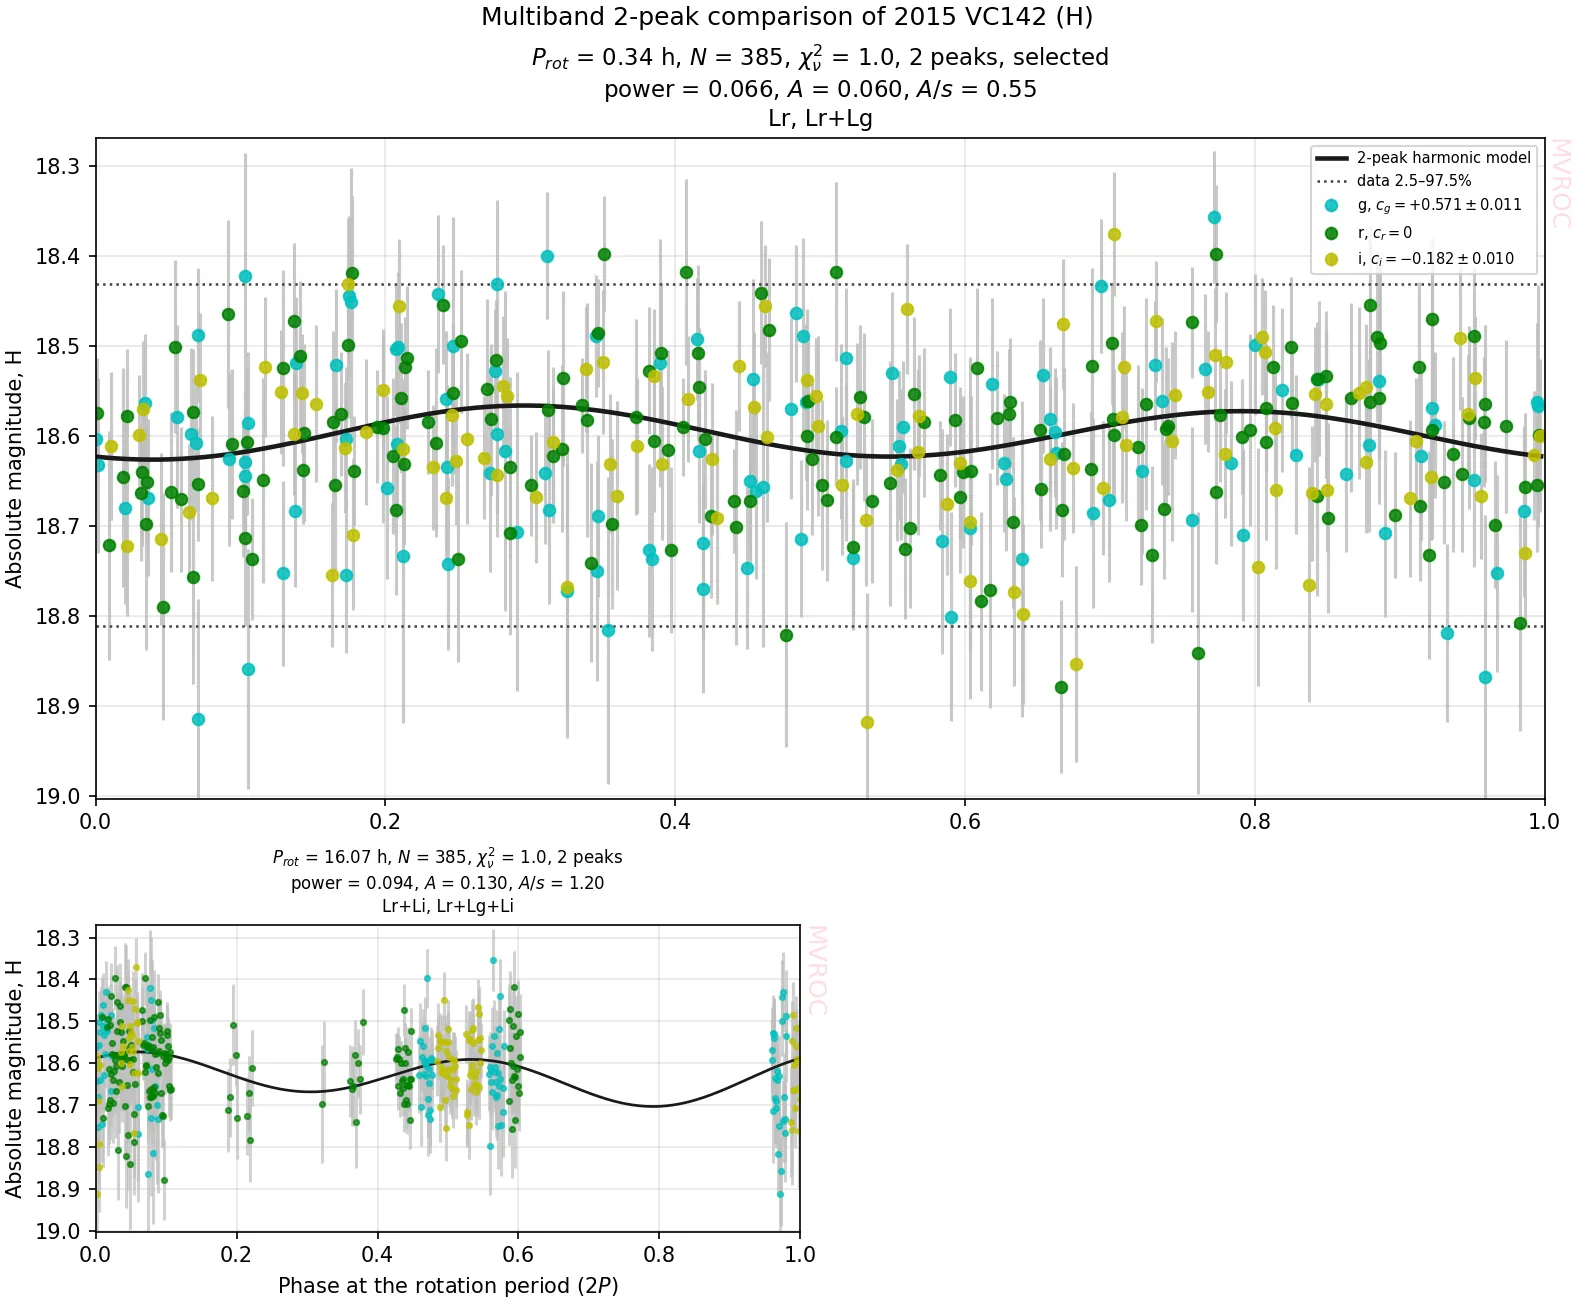 Multiband 2-peak comparison of 2015 VC142 (H)
P_rot = 0.34 h, N = 385, χ²_ν = 1.0, 2 peaks, selected
power = 0.066, A = 0.060, A/s = 0.55
Lr, Lr+Lg
2-peak harmonic model
data 2.5–97.5%
g, c_g = +0.571 ± 0.011
r, c_r = 0
i, c_i = −0.182 ± 0.010
MVROC
Absolute magnitude, H
18.3
18.4
18.5
18.6
18.7
18.8
18.9
19.0
0.0 0.2 0.4 0.6 0.8 1.0
P_rot = 16.07 h, N = 385, χ²_ν = 1.0, 2 peaks
power = 0.094, A = 0.130, A/s = 1.20
Lr+Li, Lr+Lg+Li
MVROC
Absolute magnitude, H
18.3
18.4
18.5
18.6
18.7
18.8
18.9
19.0
0.0 0.2 0.4 0.6 0.8 1.0
Phase at the rotation period (2P)